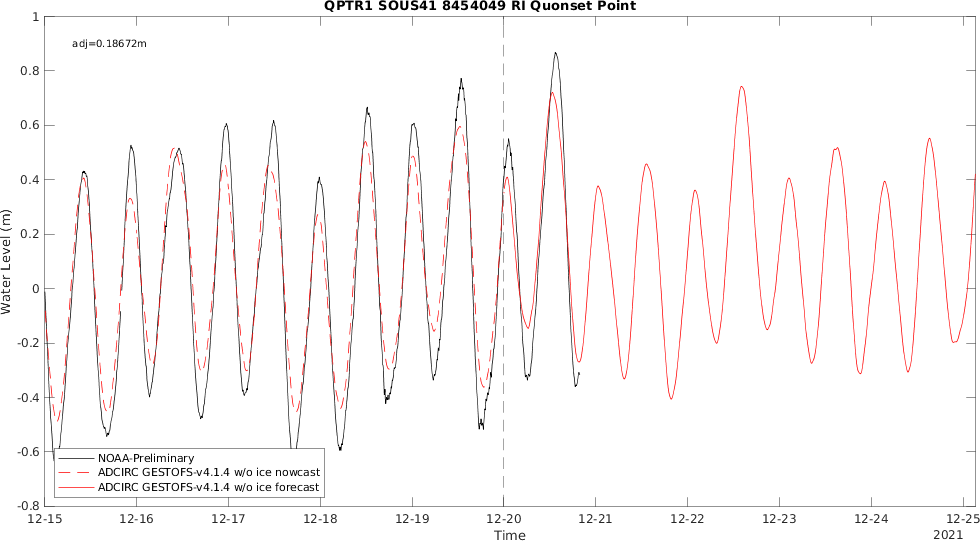 QPTR1 SOUS41 8454049 RI Quonset Point
adj=0.18672m
1
0.8
0.6
0.4
0.2
0
-0.2
-0.4
-0.6
-0.8
Water Level (m)
NOAA-Preliminary
ADCIRC GESTOFS-v4.1.4 w/o ice nowcast
ADCIRC GESTOFS-v4.1.4 w/o ice forecast
12-15 12-16 12-17 12-18 12-19 12-20 12-21 12-22 12-23 12-24 12-25
Time
2021